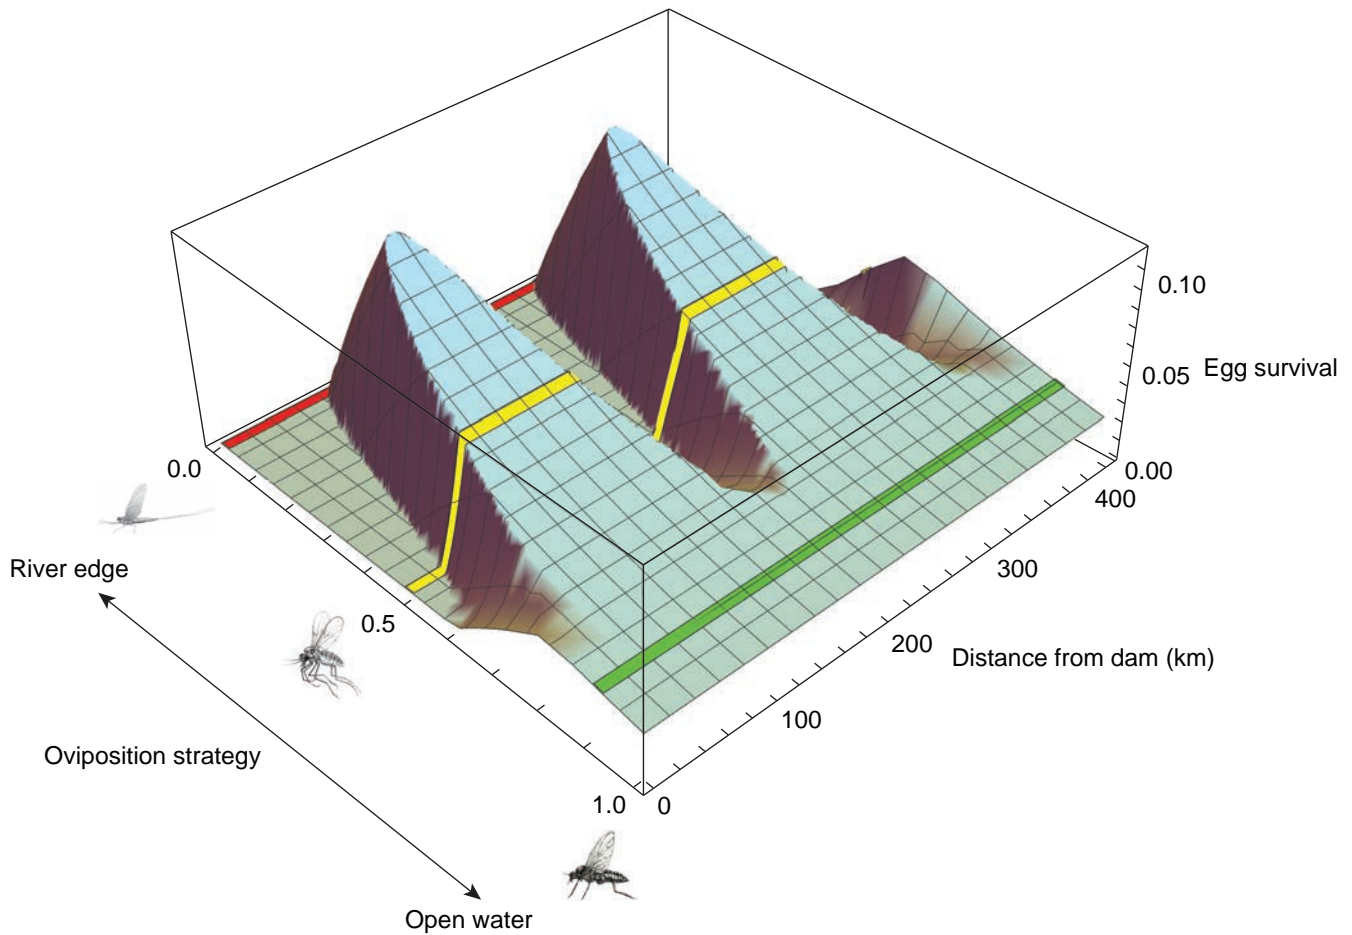 0.10
0.05
Egg survival
0.00
400
300
200
Distance from dam (km)
100
0
0.0
0.5
1.0
River edge
Oviposition strategy
Open water